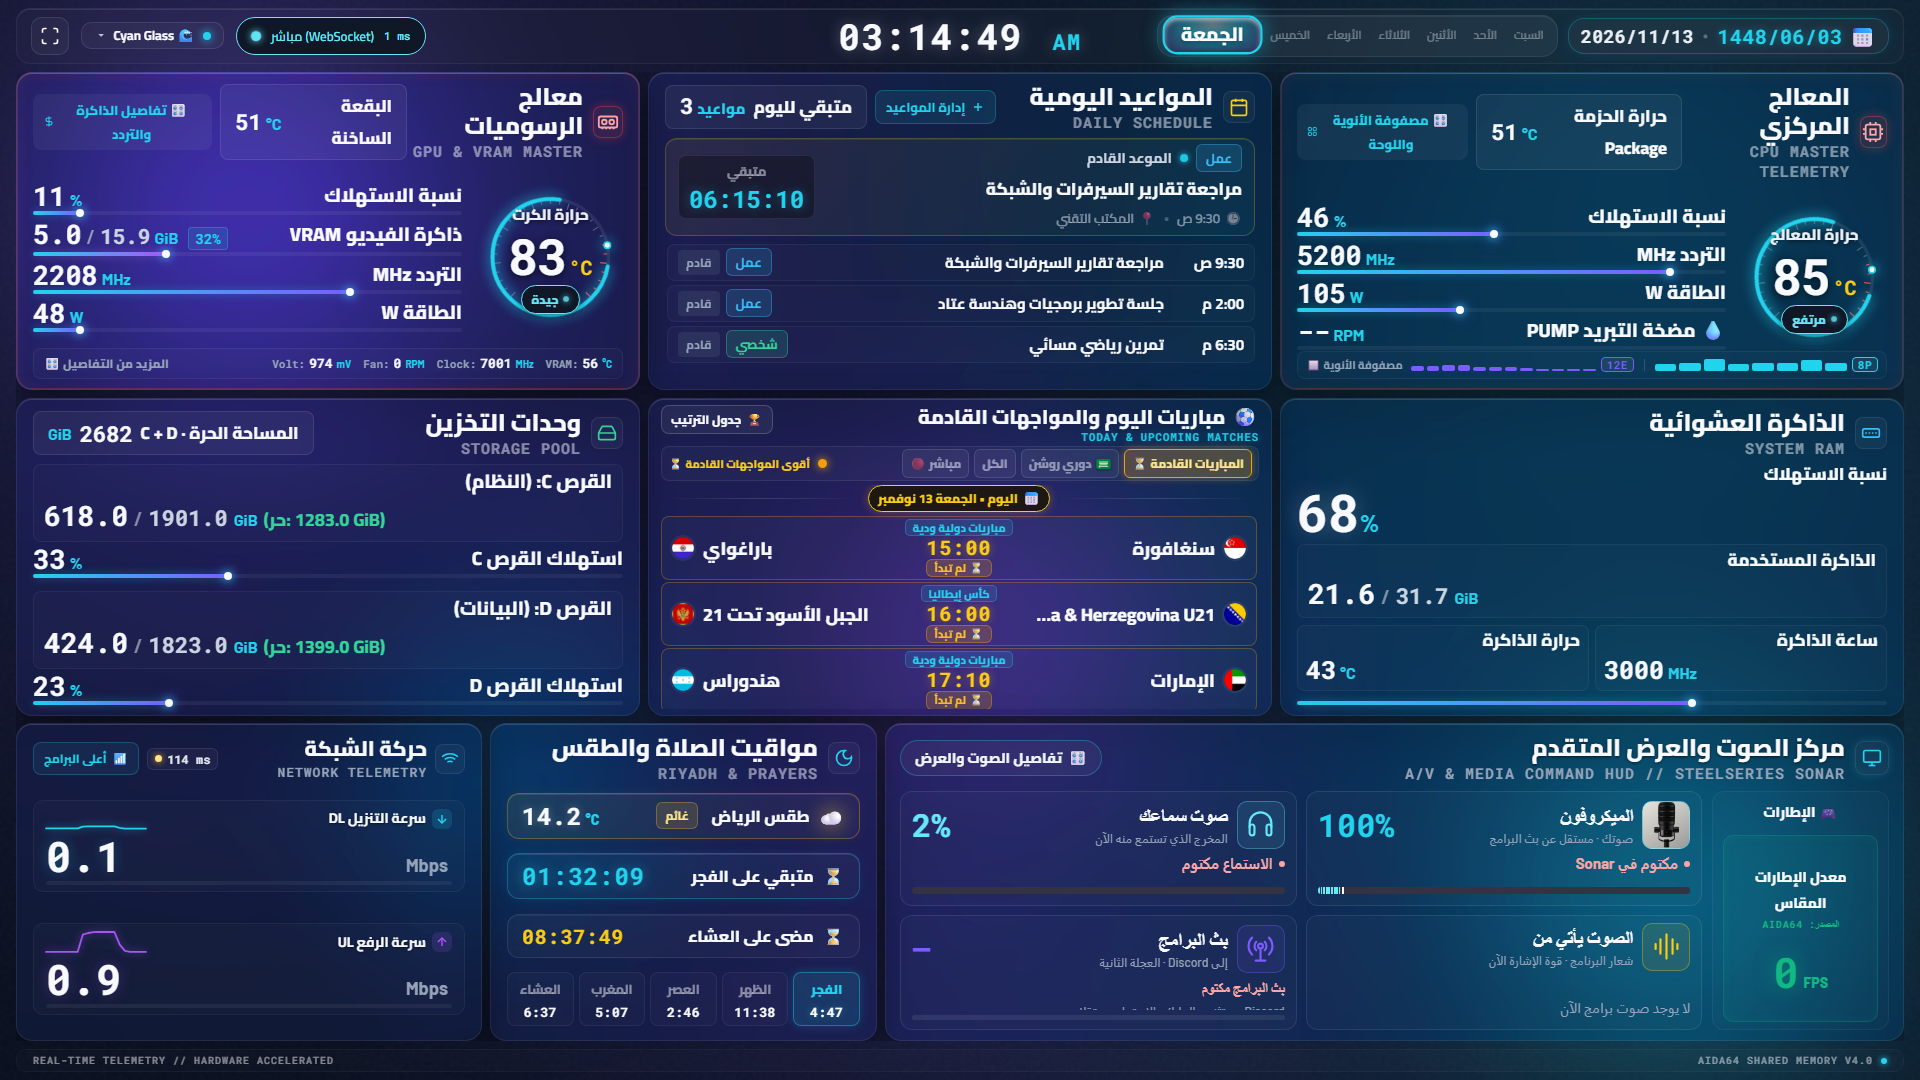 2026/11/13 • 1448/06/03
السبت الأحد الأثنين الثلاثاء الأربعاء الخميس الجمعة
03:14:49 AM
مباشر (WebSocket) 1 ms
Cyan Glass
المعالج المركزي
CPU MASTER TELEMETRY
حرارة الحزمة Package
51 °C
مصفوفة الأنوية واللوحة
حرارة المعالج
85 °C
مرتفع
نسبة الاستهلاك
46 %
التردد MHz
5200 MHz
الطاقة W
105 W
مضخة التبريد PUMP
-- RPM
8P
12E
مصفوفة الأنوية
المواعيد اليومية
DAILY SCHEDULE
+ إدارة المواعيد
متبقي لليوم 3 مواعيد
عمل
الموعد القادم
مراجعة تقارير السيرفرات والشبكة
9:30 ص • المكتب التقني
متبقي
06:15:10
9:30 ص مراجعة تقارير السيرفرات والشبكة عمل قادم
2:00 م جلسة تطوير برمجيات وهندسة عتاد عمل قادم
6:30 م تمرين رياضي مسائي شخصي قادم
معالج الرسوميات
GPU & VRAM MASTER
البقعة الساخنة
51 °C
تفاصيل الذاكرة والتردد
$
حرارة الكرت
83 °C
جيدة
نسبة الاستهلاك
11 %
ذاكرة الفيديو VRAM
5.0 / 15.9 GiB 32%
التردد MHz
2208 MHz
الطاقة W
48 W
المزيد من التفاصيل
Volt: 974 mV Fan: 0 RPM Clock: 7001 MHz VRAM: 56 °C
الذاكرة العشوائية
SYSTEM RAM
نسبة الاستهلاك
68%
الذاكرة المستخدمة
21.6 / 31.7 GiB
ساعة الذاكرة
3000 MHz
حرارة الذاكرة
43 °C
مباريات اليوم والمواجهات القادمة
TODAY & UPCOMING MATCHES
جدول الترتيب
المباريات القادمة
دوري روشن
الكل
مباشر
أقوى المواجهات القادمة
اليوم • الجمعة 13 نوفمبر
مباريات دولية ودية
سنغافورة 15:00 باراغواي
لم تبدأ
كأس إيطاليا
...a & Herzegovina U21 16:00 الجبل الأسود تحت 21
لم تبدأ
مباريات دولية ودية
الإمارات 17:10 هندوراس
لم تبدأ
وحدات التخزين
STORAGE POOL
المساحة الحرة · C + D 2682 GiB
القرص C: (النظام)
618.0 / 1901.0 GiB (حر: 1283.0 GiB)
استهلاك القرص C
33 %
القرص D: (البيانات)
424.0 / 1823.0 GiB (حر: 1399.0 GiB)
استهلاك القرص D
23 %
مركز الصوت والعرض المتقدم
A/V & MEDIA COMMAND HUD // STEELSERIES SONAR
تفاصيل الصوت والعرض
الإطارات
معدل الإطارات المقاس
المصدر: AIDA64
0 FPS
الميكروفون
صوتك · مستقل عن بث البرامج
مكتوم في Sonar
100%
صوت سماعتك
المخرج الذي تستمع منه الآن
الاستماع مكتوم
2%
الصوت يأتي من
شعار البرنامج · قوة الإشارة الآن
لا يوجد صوت برامج الآن
بث البرامج
إلى Discord · العجلة الثانية
بث البرامج مكتوم
—
مواقيت الصلاة والطقس
RIYADH & PRAYERS
طقس الرياض غائم 14.2 °C
متبقي على الفجر 01:32:09
مضى على العشاء 08:37:49
الفجر 4:47
الظهر 11:38
العصر 2:46
المغرب 5:07
العشاء 6:37
حركة الشبكة
NETWORK TELEMETRY
114 ms
أعلى البرامج
سرعة التنزيل DL
0.1 Mbps
سرعة الرفع UL
0.9 Mbps
REAL-TIME TELEMETRY // HARDWARE ACCELERATED
AIDA64 SHARED MEMORY V4.0